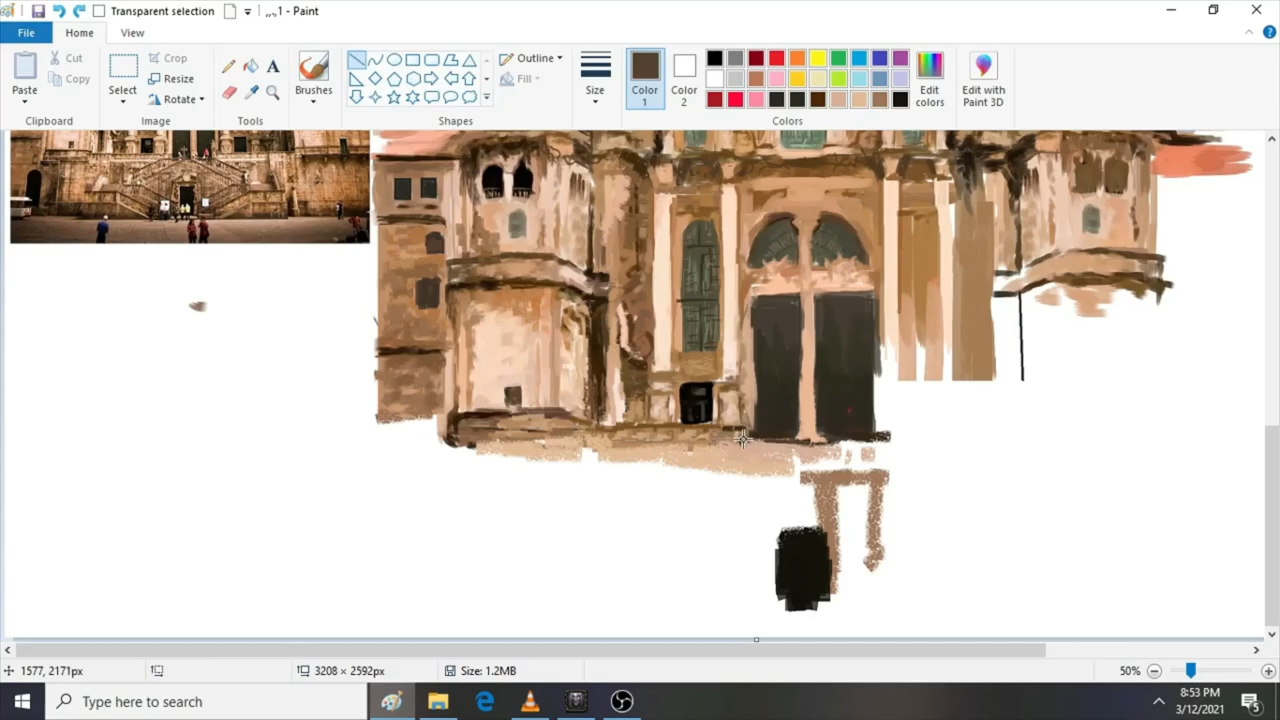 Transparent selection
,,.,1 - Paint
File
Home
View
Paste
Cut
Copy
Clipboard
Select
Crop
Resize
Rotate
Image
Tools
Brushes
Outline
Fill
Shapes
Size
Color
1
Color
2
Edit
colors
Edit with
Paint 3D
Colors
1577, 2171px
3208 × 2592px
Size: 1.2MB
50%
Type here to search
8:53 PM
3/12/2021
5